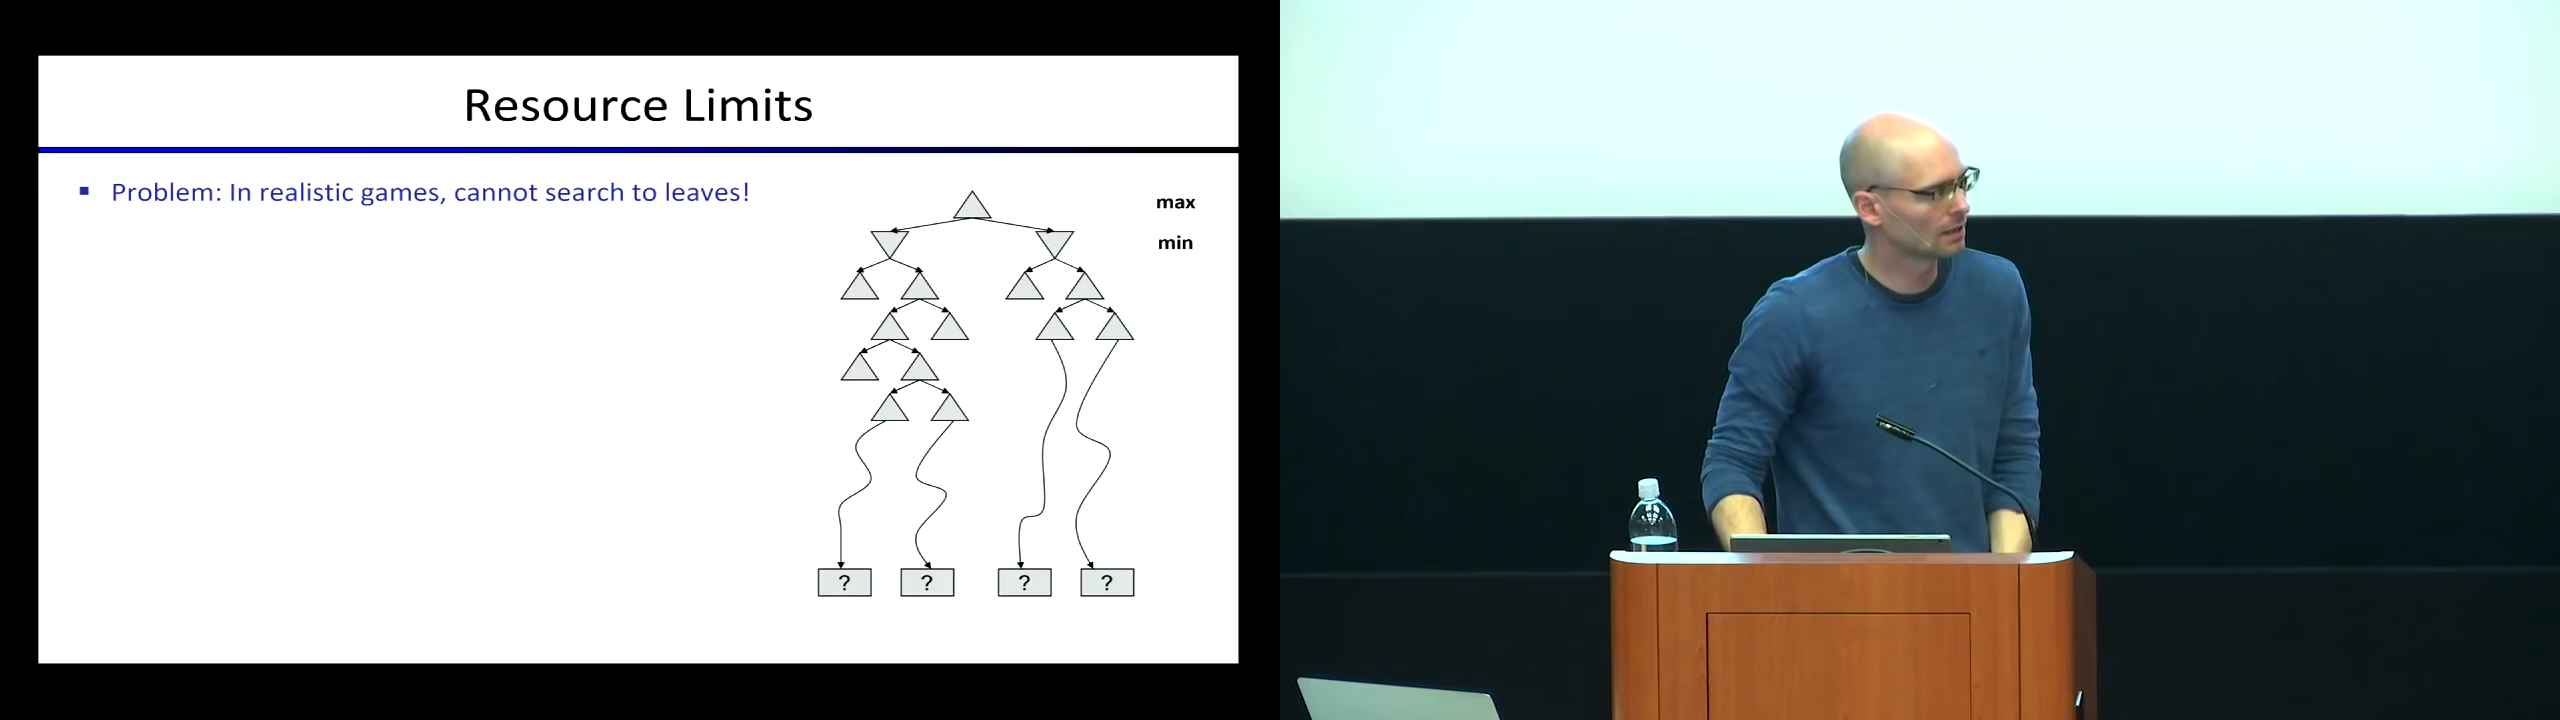 Resource Limits
▪ Problem: In realistic games, cannot search to leaves!
max
min
? ? ? ?